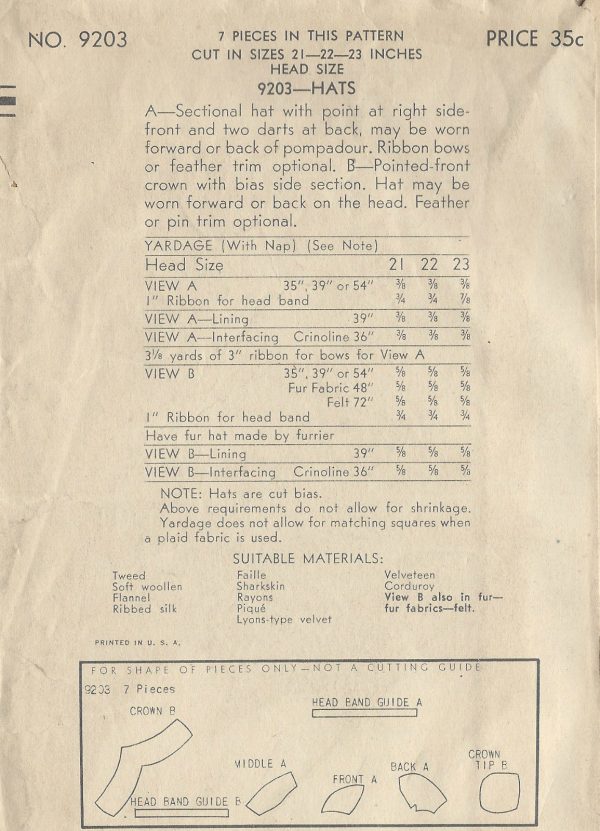 NO. 9203
7 PIECES IN THIS PATTERN
PRICE 35c
CUT IN SIZES 21—22—23 INCHES
HEAD SIZE
9203—HATS
A—Sectional hat with point at right side-
front and two darts at back, may be worn
forward or back of pompadour. Ribbon bows
or feather trim optional. B—Pointed-front
crown with bias side section. Hat may be
worn forward or back on the head. Feather
or pin trim optional.
YARDAGE (With Nap) (See Note)
Head Size 21 22 23
VIEW A 35", 39" or 54" ⅜ ⅜ ⅜
1" Ribbon for head band ¾ ¾ ⅞
VIEW A—Lining 39" ⅜ ⅜ ⅜
VIEW A—Interfacing Crinoline 36" ⅜ ⅜ ⅜
3⅛ yards of 3" ribbon for bows for View A
VIEW B 35", 39" or 54" ⅝ ⅝ ⅝
Fur Fabric 48" ⅝ ⅝ ⅝
Felt 72" ⅝ ⅝ ⅝
1" Ribbon for head band ¾ ¾ ¾
Have fur hat made by furrier
VIEW B—Lining 39" ⅝ ⅝ ⅝
VIEW B—Interfacing Crinoline 36" ⅝ ⅝ ⅝
NOTE: Hats are cut bias.
Above requirements do not allow for shrinkage.
Yardage does not allow for matching squares when
a plaid fabric is used.
SUITABLE MATERIALS:
Tweed
Soft woollen
Flannel
Ribbed silk
Faille
Sharkskin
Rayons
Piqué
Lyons-type velvet
Velveteen
Corduroy
View B also in fur—
fur fabrics—felt.
PRINTED IN U. S. A.
FOR SHAPE OF PIECES ONLY—NOT A CUTTING GUIDE
9203 7 Pieces
CROWN B
HEAD BAND GUIDE A
MIDDLE A
FRONT A
BACK A
CROWN
TIP B
HEAD BAND GUIDE B